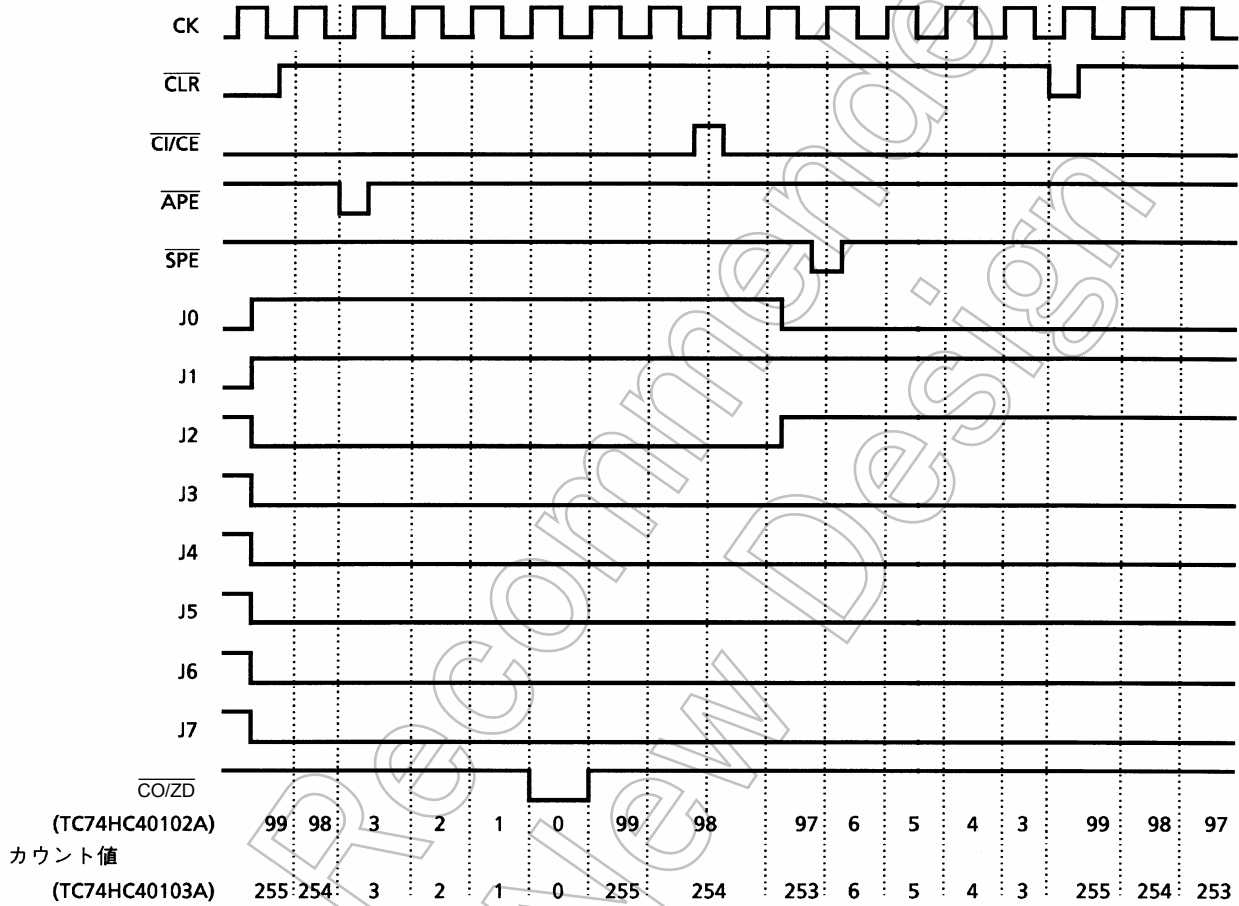 CK
CLR
CI/CE
APE
SPE
J0
J1
J2
J3
J4
J5
J6
J7
CO/ZD
(TC74HC40102A) 99 98 3 2 1 0 99 98 97 6 5 4 3 99 98 97
カウント値
(TC74HC40103A) 255 254 3 2 1 0 255 254 253 6 5 4 3 255 254 253
Recommende
New Design